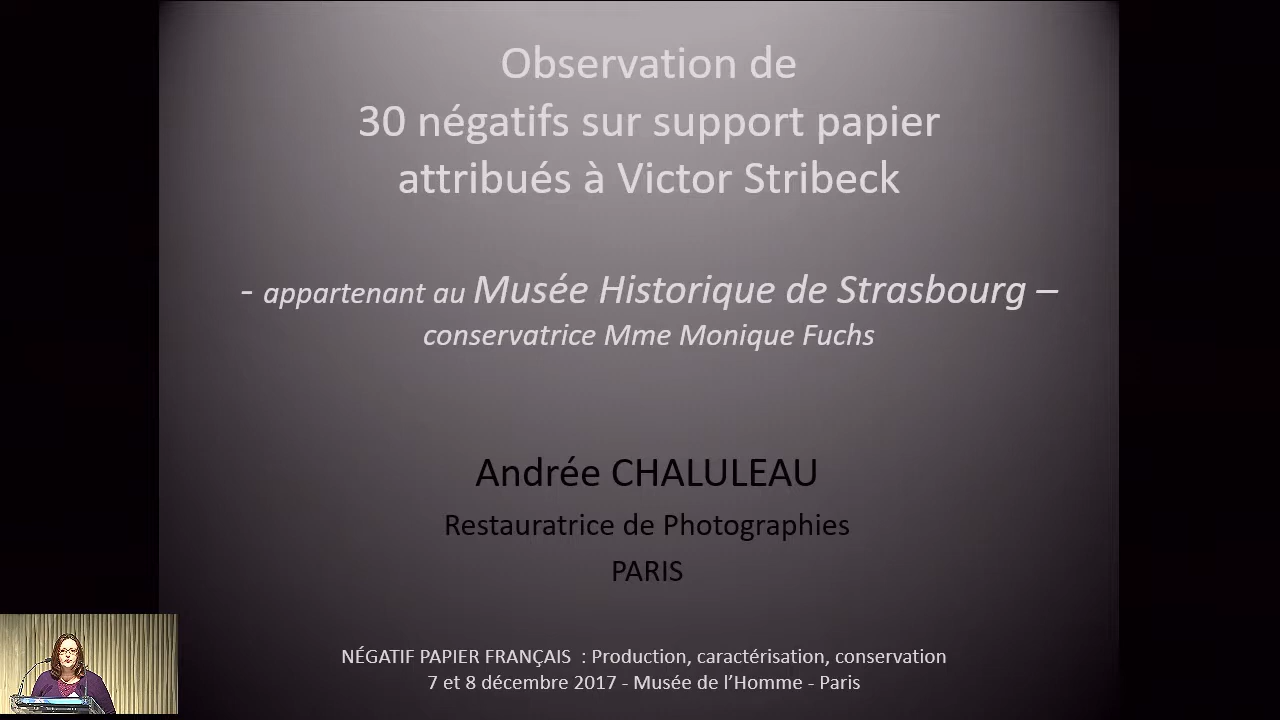 Observation de
30 négatifs sur support papier
attribués à Victor Stribeck
- appartenant au Musée Historique de Strasbourg –
conservatrice Mme Monique Fuchs
Andrée CHALULEAU
Restauratrice de Photographies
PARIS
NÉGATIF PAPIER FRANÇAIS : Production, caractérisation, conservation
7 et 8 décembre 2017 - Musée de l'Homme - Paris